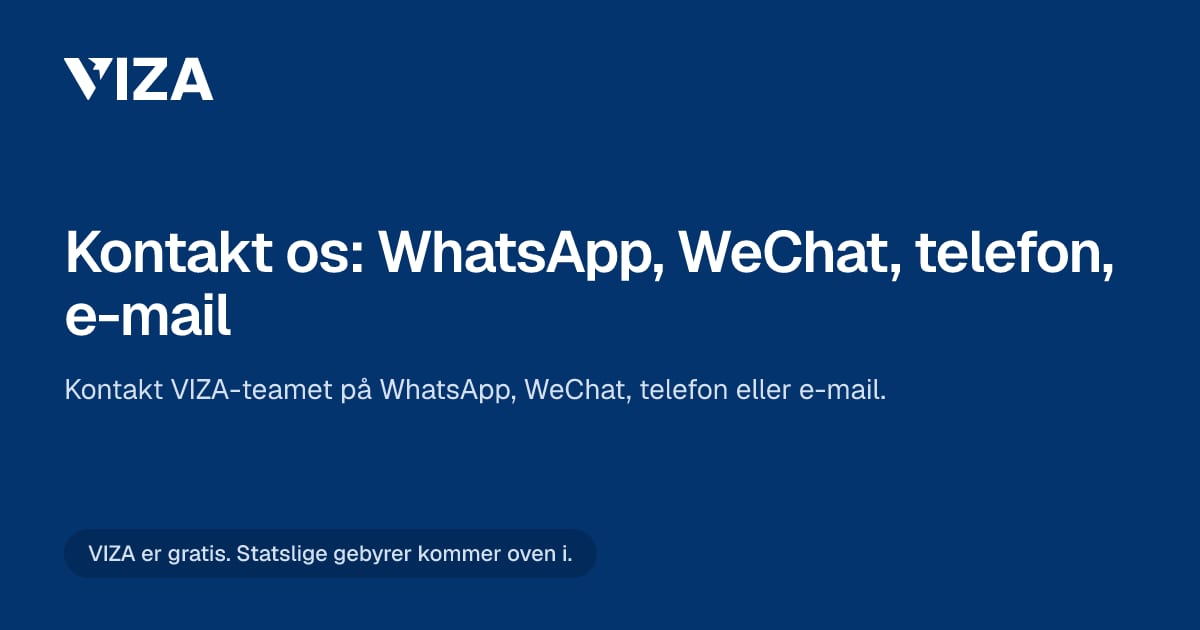 VIZA
Kontakt os: WhatsApp, WeChat, telefon,
e-mail
Kontakt VIZA-teamet på WhatsApp, WeChat, telefon eller e-mail.
VIZA er gratis. Statslige gebyrer kommer oven i.